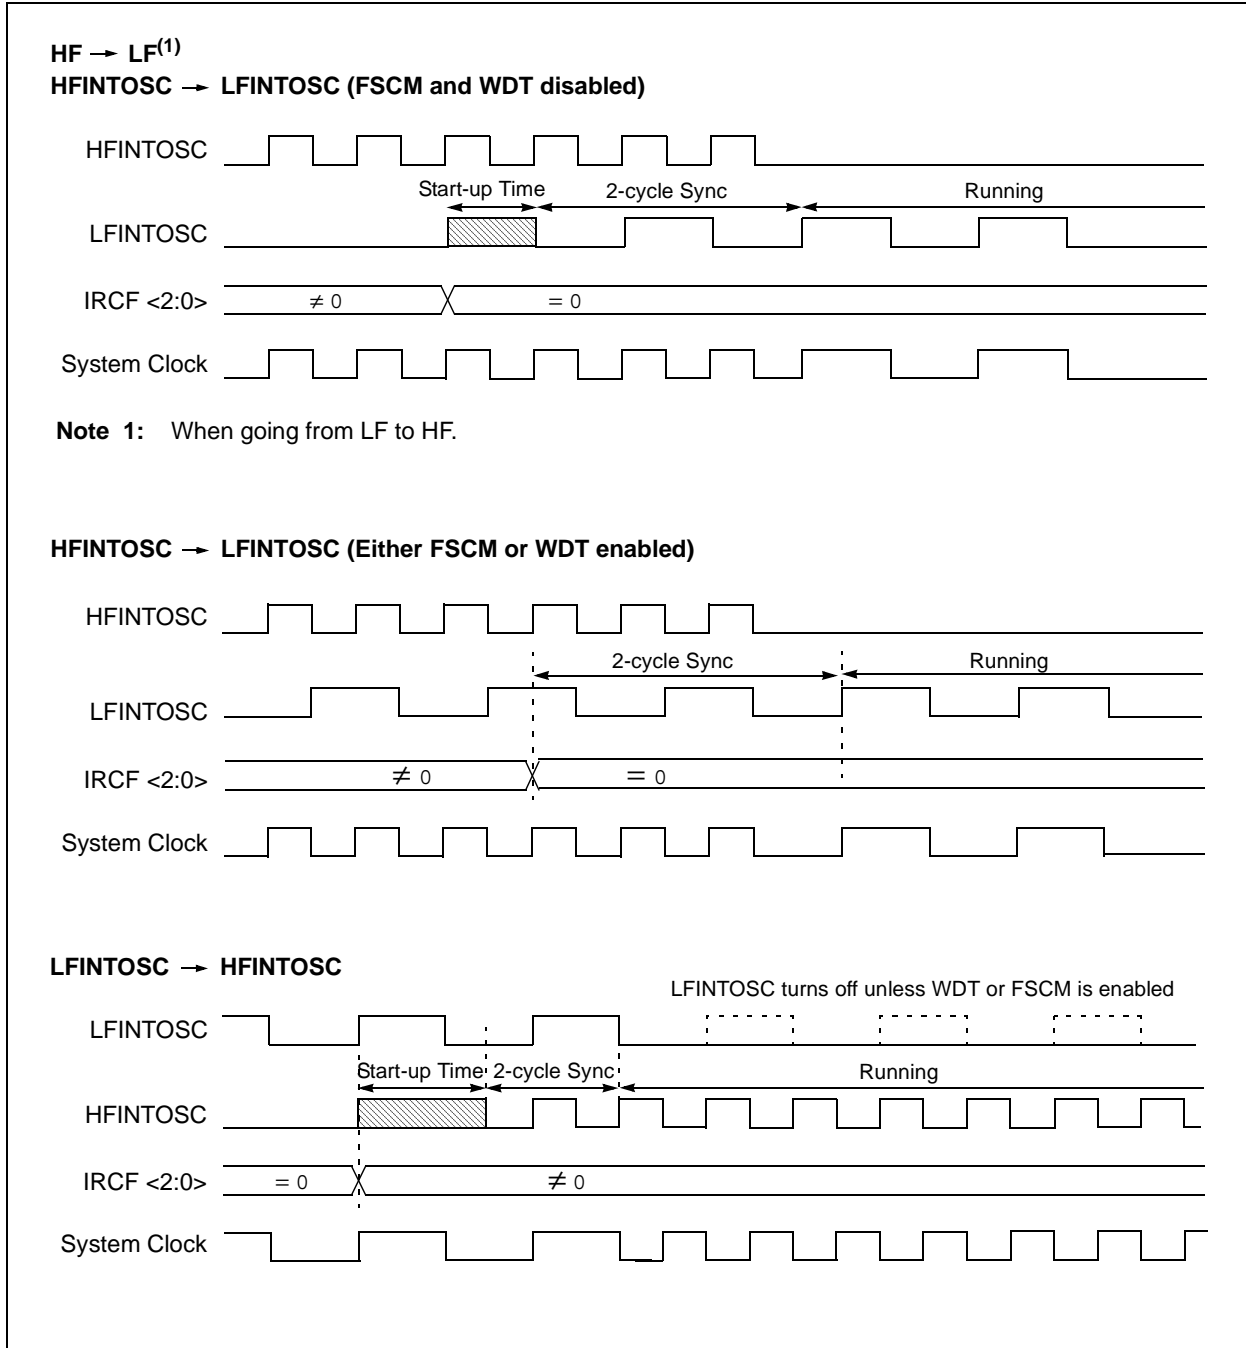 HF → LF(1)
HFINTOSC → LFINTOSC (FSCM and WDT disabled)
HFINTOSC
Start-up Time 2-cycle Sync Running
LFINTOSC
IRCF <2:0> ≠ 0 = 0
System Clock
Note 1: When going from LF to HF.
HFINTOSC → LFINTOSC (Either FSCM or WDT enabled)
HFINTOSC
2-cycle Sync Running
LFINTOSC
IRCF <2:0> ≠ 0 = 0
System Clock
LFINTOSC → HFINTOSC
LFINTOSC turns off unless WDT or FSCM is enabled
LFINTOSC
Start-up Time 2-cycle Sync Running
HFINTOSC
IRCF <2:0> = 0 ≠ 0
System Clock